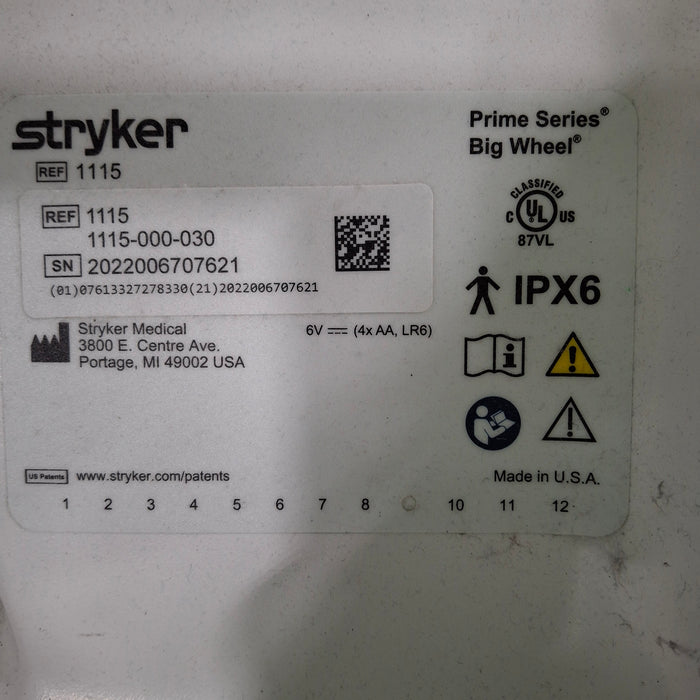 stryker
REF 1115
Prime Series®
Big Wheel®
REF 1115
1115-000-030
SN 2022006707621
(01)07613327278330(21)2022006707621
CLASSIFIED
C UL US
87VL
IPX6
Stryker Medical
3800 E. Centre Ave.
Portage, MI 49002 USA
6V (4x AA, LR6)
US Patents www.stryker.com/patents
Made in U.S.A.
1 2 3 4 5 6 7 8 10 11 12